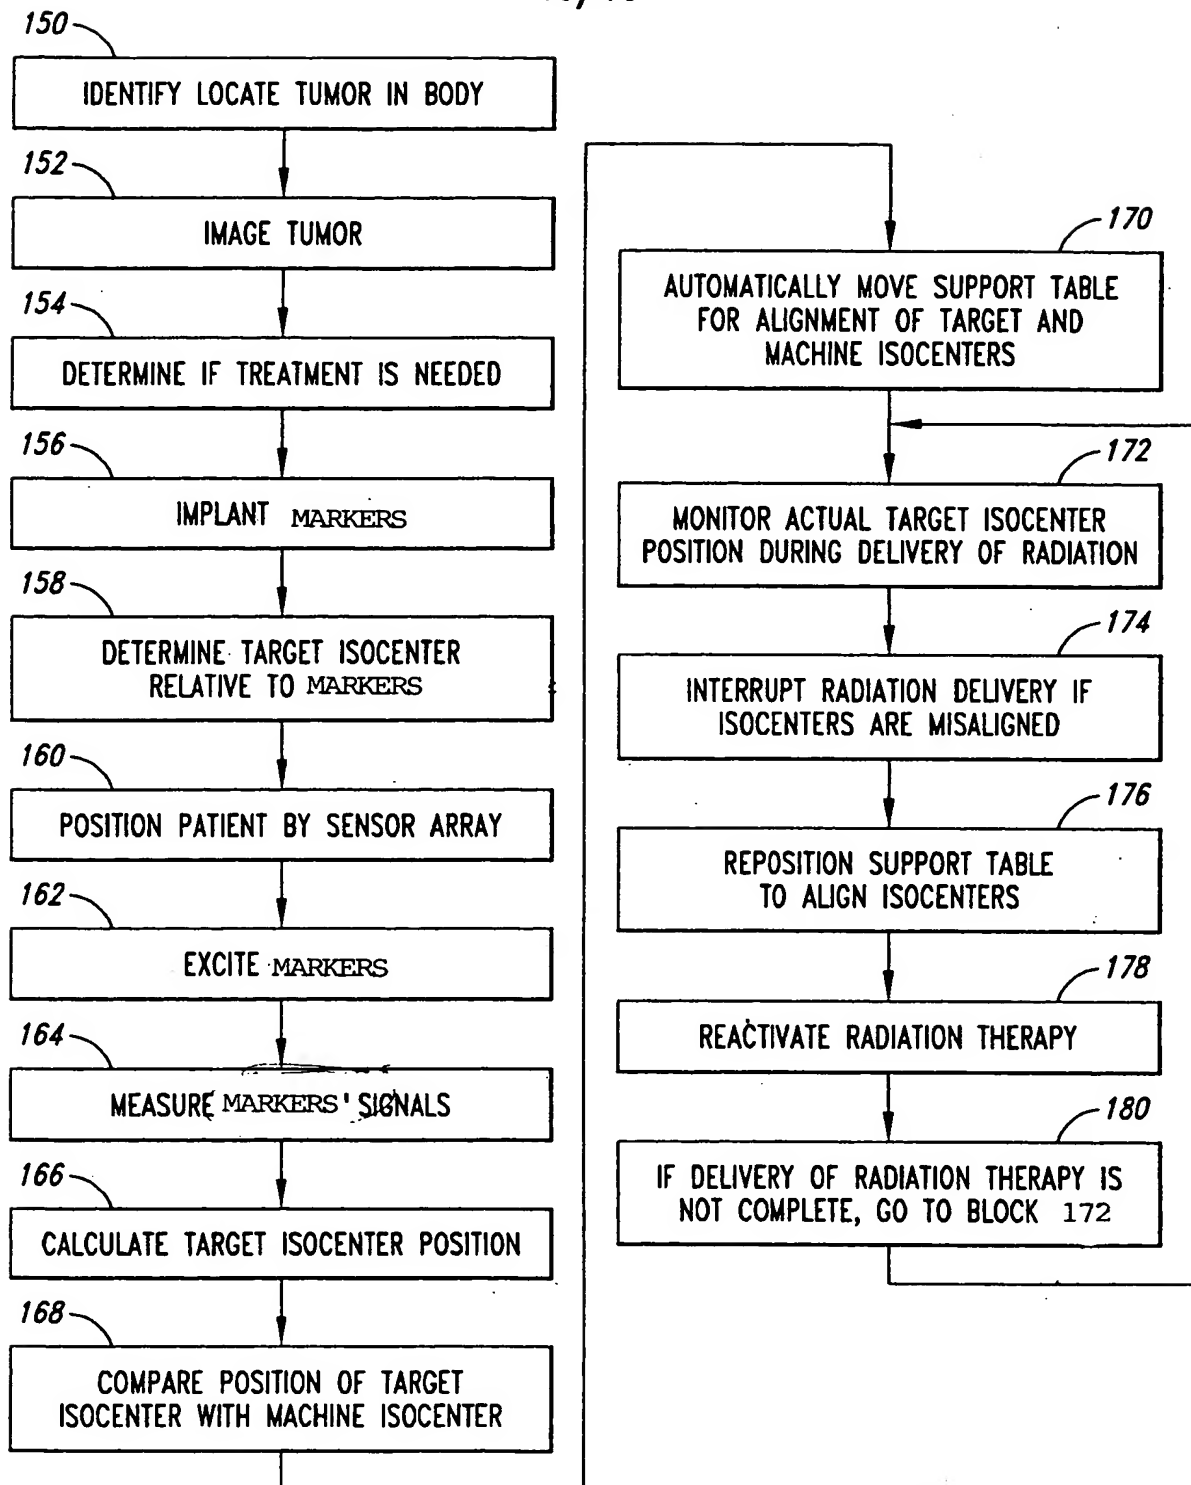 150
IDENTIFY LOCATE TUMOR IN BODY
152
IMAGE TUMOR
154
DETERMINE IF TREATMENT IS NEEDED
156
IMPLANT MARKERS
158
DETERMINE TARGET ISOCENTER
RELATIVE TO MARKERS
160
POSITION PATIENT BY SENSOR ARRAY
162
EXCITE MARKERS
164
MEASURE MARKERS' SIGNALS
166
CALCULATE TARGET ISOCENTER POSITION
168
COMPARE POSITION OF TARGET
ISOCENTER WITH MACHINE ISOCENTER
170
AUTOMATICALLY MOVE SUPPORT TABLE
FOR ALIGNMENT OF TARGET AND
MACHINE ISOCENTERS
172
MONITOR ACTUAL TARGET ISOCENTER
POSITION DURING DELIVERY OF RADIATION
174
INTERRUPT RADIATION DELIVERY IF
ISOCENTERS ARE MISALIGNED
176
REPOSITION SUPPORT TABLE
TO ALIGN ISOCENTERS
178
REACTIVATE RADIATION THERAPY
180
IF DELIVERY OF RADIATION THERAPY IS
NOT COMPLETE, GO TO BLOCK 172